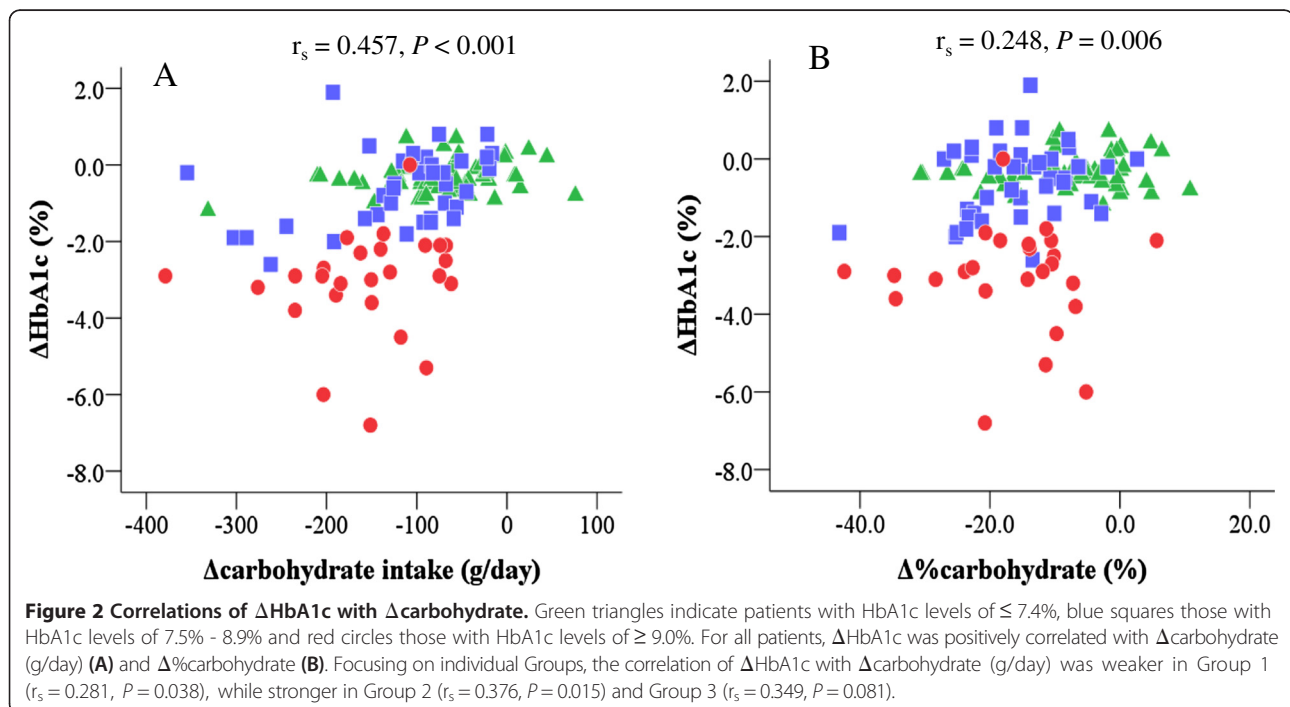 r_s = 0.457, P < 0.001
A
2.0
0.0
-2.0
-4.0
-6.0
-8.0
ΔHbA1c (%)
-400 -300 -200 -100 0 100
Δcarbohydrate intake (g/day)
r_s = 0.248, P = 0.006
B
2.0
0.0
-2.0
-4.0
-6.0
-8.0
ΔHbA1c (%)
-40.0 -20.0 0.0 20.0
Δ%carbohydrate (%)
Figure 2 Correlations of ΔHbA1c with Δcarbohydrate. Green triangles indicate patients with HbA1c levels of ≤ 7.4%, blue squares those with
HbA1c levels of 7.5% - 8.9% and red circles those with HbA1c levels of ≥ 9.0%. For all patients, ΔHbA1c was positively correlated with Δcarbohydrate
(g/day) (A) and Δ%carbohydrate (B). Focusing on individual Groups, the correlation of ΔHbA1c with Δcarbohydrate (g/day) was weaker in Group 1
(r_s = 0.281, P = 0.038), while stronger in Group 2 (r_s = 0.376, P = 0.015) and Group 3 (r_s = 0.349, P = 0.081).